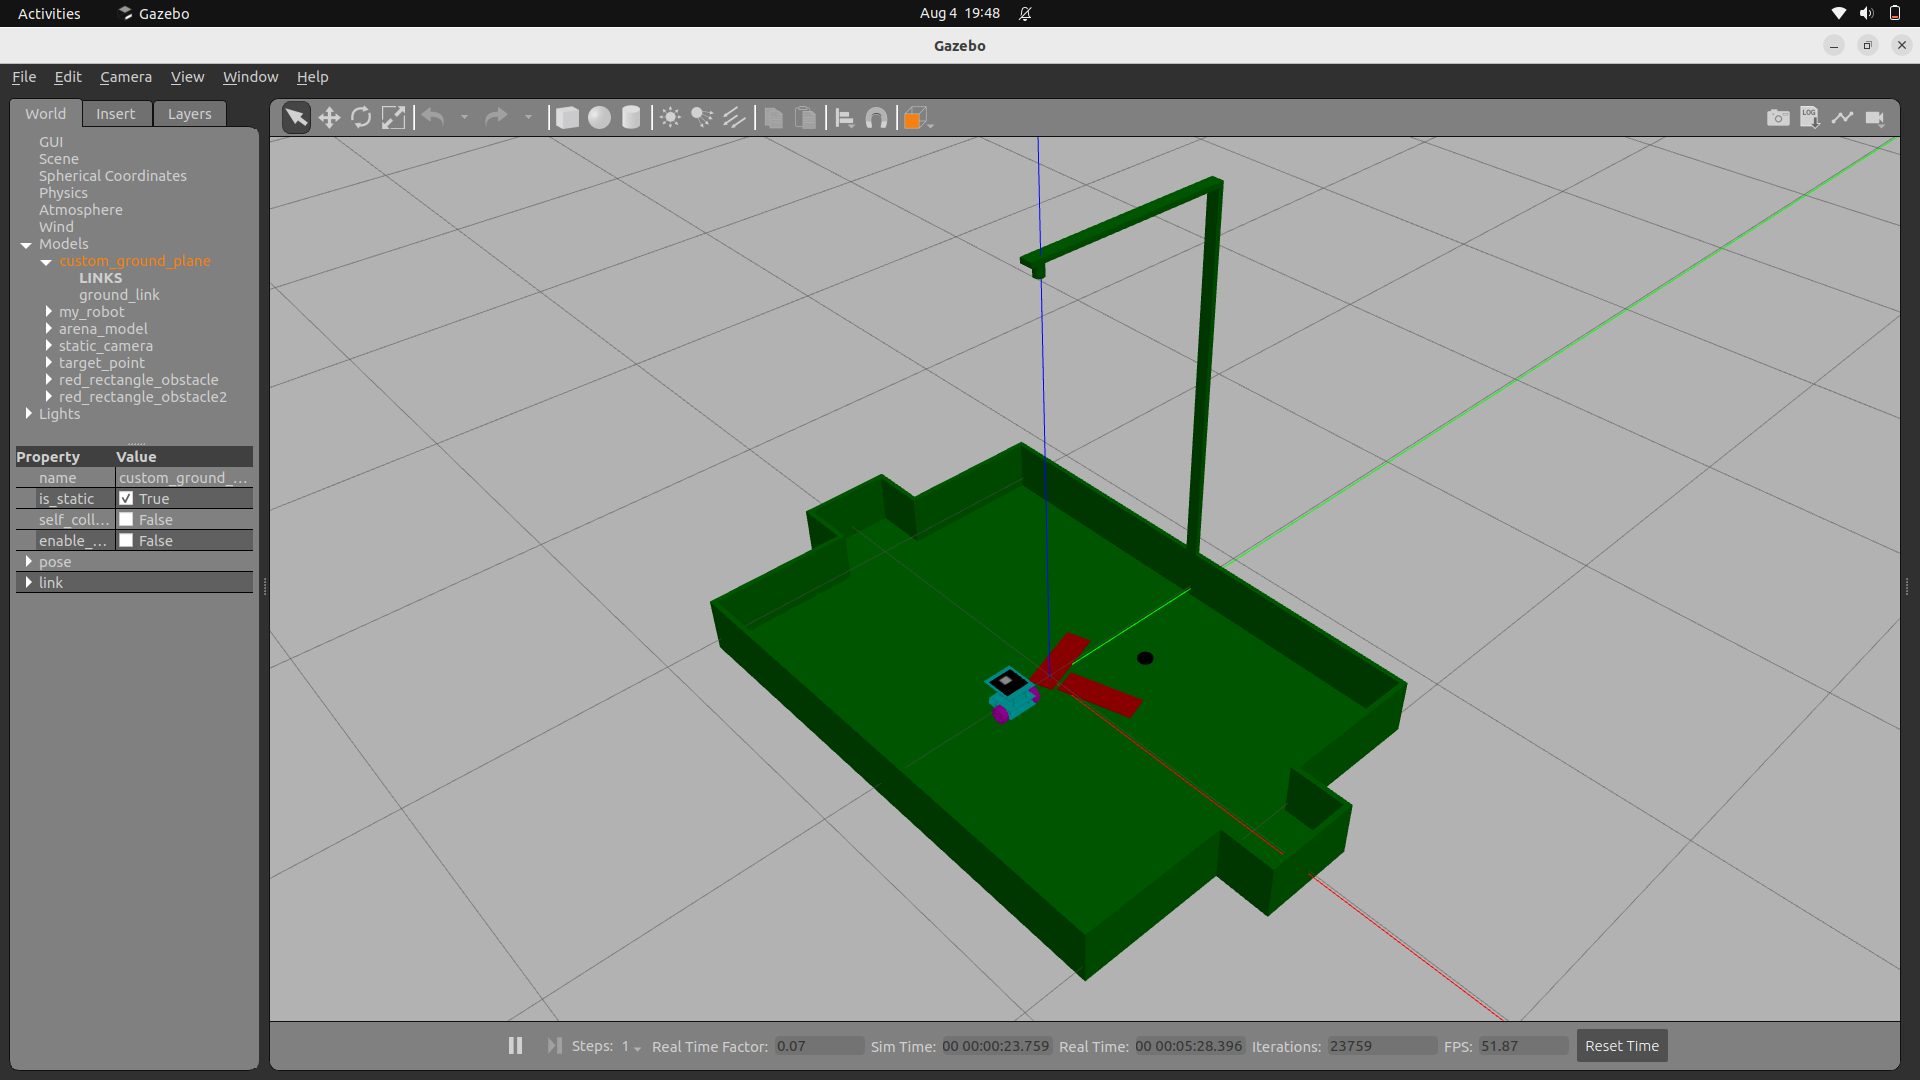 Activities Gazebo Aug 4 19:48
Gazebo
File Edit Camera View Window Help
World Insert Layers
LOG
GUI
Scene
Spherical Coordinates
Physics
Atmosphere
Wind
Models
custom_ground_plane
LINKS
ground_link
my_robot
arena_model
static_camera
target_point
red_rectangle_obstacle
red_rectangle_obstacle2
Lights
Property Value
name custom_ground_...
is_static True
self_coll... False
enable_... False
pose
link
Steps: 1 Real Time Factor: 0.07 Sim Time: 00 00:00:23.759 Real Time: 00 00:05:28.396 Iterations: 23759 FPS: 51.87 Reset Time